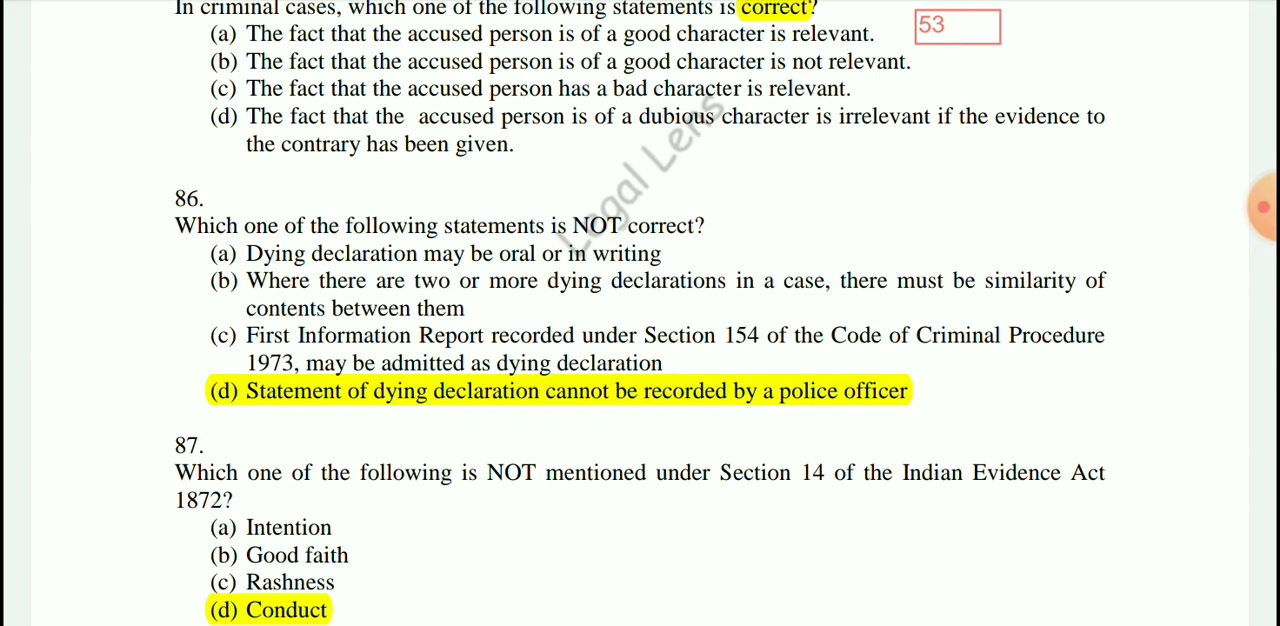 In criminal cases, which one of the following statements is correct?
53
(a) The fact that the accused person is of a good character is relevant.
(b) The fact that the accused person is of a good character is not relevant.
(c) The fact that the accused person has a bad character is relevant.
(d) The fact that the accused person is of a dubious character is irrelevant if the evidence to
the contrary has been given.
Legal Lens
86.
Which one of the following statements is NOT correct?
(a) Dying declaration may be oral or in writing
(b) Where there are two or more dying declarations in a case, there must be similarity of
contents between them
(c) First Information Report recorded under Section 154 of the Code of Criminal Procedure
1973, may be admitted as dying declaration
(d) Statement of dying declaration cannot be recorded by a police officer
87.
Which one of the following is NOT mentioned under Section 14 of the Indian Evidence Act
1872?
(a) Intention
(b) Good faith
(c) Rashness
(d) Conduct